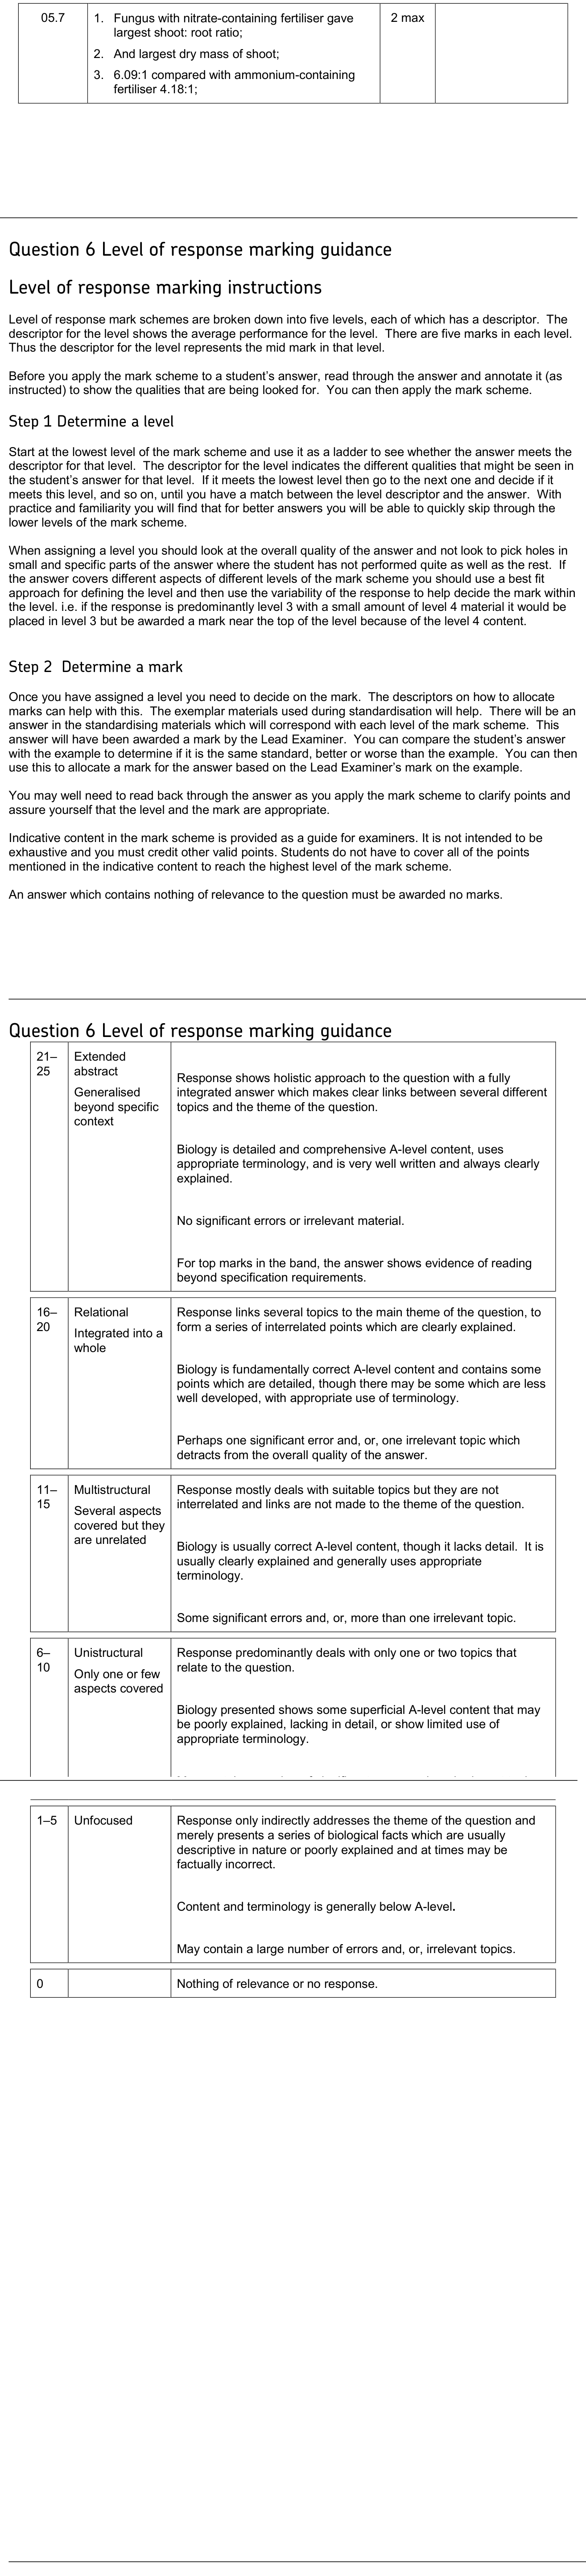 05.7
1. Fungus with nitrate-containing fertiliser gave
largest shoot: root ratio;
2. And largest dry mass of shoot;
3. 6.09:1 compared with ammonium-containing
fertiliser 4.18:1;
2 max
Question 6 Level of response marking guidance
Level of response marking instructions
Level of response mark schemes are broken down into five levels, each of which has a descriptor. The
descriptor for the level shows the average performance for the level. There are five marks in each level.
Thus the descriptor for the level represents the mid mark in that level.
Before you apply the mark scheme to a student's answer, read through the answer and annotate it (as
instructed) to show the qualities that are being looked for. You can then apply the mark scheme.
Step 1 Determine a level
Start at the lowest level of the mark scheme and use it as a ladder to see whether the answer meets the
descriptor for that level. The descriptor for the level indicates the different qualities that might be seen in
the student's answer for that level. If it meets the lowest level then go to the next one and decide if it
meets this level, and so on, until you have a match between the level descriptor and the answer. With
practice and familiarity you will find that for better answers you will be able to quickly skip through the
lower levels of the mark scheme.
When assigning a level you should look at the overall quality of the answer and not look to pick holes in
small and specific parts of the answer where the student has not performed quite as well as the rest. If
the answer covers different aspects of different levels of the mark scheme you should use a best fit
approach for defining the level and then use the variability of the response to help decide the mark within
the level. i.e. if the response is predominantly level 3 with a small amount of level 4 material it would be
placed in level 3 but be awarded a mark near the top of the level because of the level 4 content.
Step 2 Determine a mark
Once you have assigned a level you need to decide on the mark. The descriptors on how to allocate
marks can help with this. The exemplar materials used during standardisation will help. There will be an
answer in the standardising materials which will correspond with each level of the mark scheme. This
answer will have been awarded a mark by the Lead Examiner. You can compare the student's answer
with the example to determine if it is the same standard, better or worse than the example. You can then
use this to allocate a mark for the answer based on the Lead Examiner's mark on the example.
You may well need to read back through the answer as you apply the mark scheme to clarify points and
assure yourself that the level and the mark are appropriate.
Indicative content in the mark scheme is provided as a guide for examiners. It is not intended to be
exhaustive and you must credit other valid points. Students do not have to cover all of the points
mentioned in the indicative content to reach the highest level of the mark scheme.
An answer which contains nothing of relevance to the question must be awarded no marks.
Question 6 Level of response marking guidance
21–
25
Extended
abstract
Generalised
beyond specific
context
Response shows holistic approach to the question with a fully
integrated answer which makes clear links between several different
topics and the theme of the question.
Biology is detailed and comprehensive A-level content, uses
appropriate terminology, and is very well written and always clearly
explained.
No significant errors or irrelevant material.
For top marks in the band, the answer shows evidence of reading
beyond specification requirements.
16–
20
Relational
Integrated into a
whole
Response links several topics to the main theme of the question, to
form a series of interrelated points which are clearly explained.
Biology is fundamentally correct A-level content and contains some
points which are detailed, though there may be some which are less
well developed, with appropriate use of terminology.
Perhaps one significant error and, or, one irrelevant topic which
detracts from the overall quality of the answer.
11–
15
Multistructural
Several aspects
covered but they
are unrelated
Response mostly deals with suitable topics but they are not
interrelated and links are not made to the theme of the question.
Biology is usually correct A-level content, though it lacks detail. It is
usually clearly explained and generally uses appropriate
terminology.
Some significant errors and, or, more than one irrelevant topic.
6–
10
Unistructural
Only one or few
aspects covered
Response predominantly deals with only one or two topics that
relate to the question.
Biology presented shows some superficial A-level content that may
be poorly explained, lacking in detail, or show limited use of
appropriate terminology.
1–5
Unfocused
Response only indirectly addresses the theme of the question and
merely presents a series of biological facts which are usually
descriptive in nature or poorly explained and at times may be
factually incorrect.
Content and terminology is generally below A-level.
May contain a large number of errors and, or, irrelevant topics.
0
Nothing of relevance or no response.